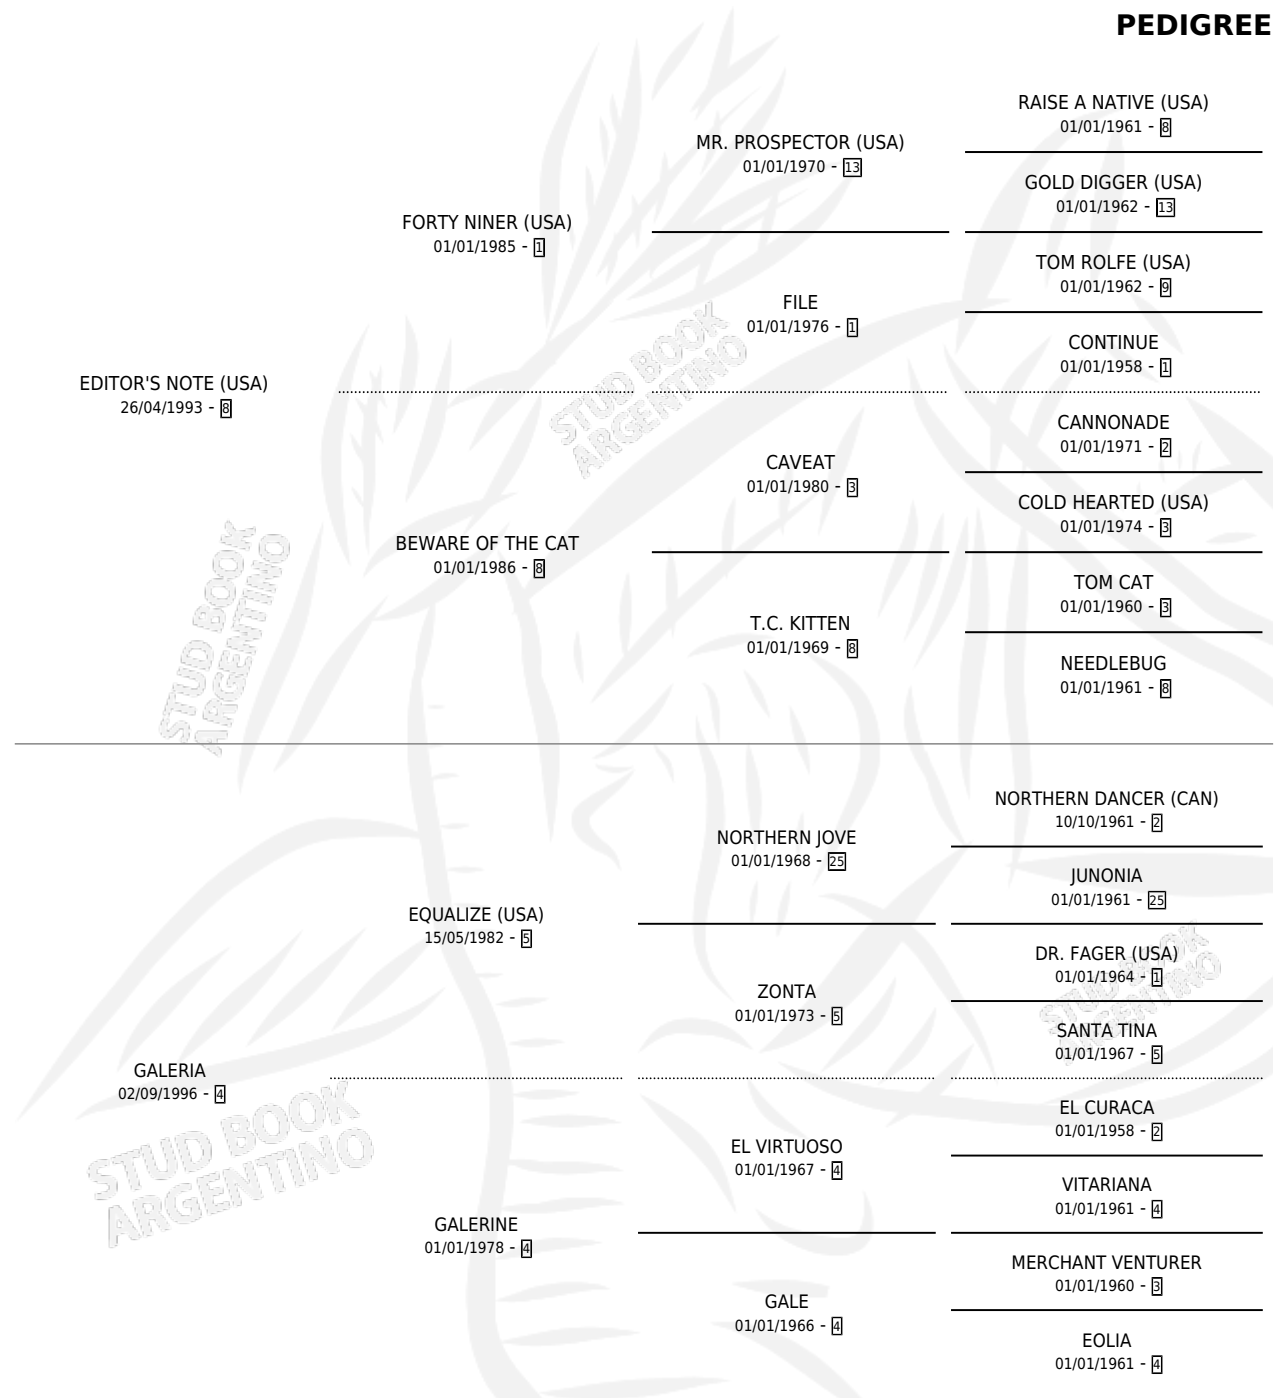 PEDIGREE
RAISE A NATIVE (USA)
01/01/1961 - 8
MR. PROSPECTOR (USA)
01/01/1970 - 13
GOLD DIGGER (USA)
01/01/1962 - 13
FORTY NINER (USA)
01/01/1985 - 1
TOM ROLFE (USA)
01/01/1962 - 9
FILE
01/01/1976 - 1
CONTINUE
01/01/1958 - 1
EDITOR'S NOTE (USA)
26/04/1993 - 8
CANNONADE
01/01/1971 - 2
CAVEAT
01/01/1980 - 3
COLD HEARTED (USA)
01/01/1974 - 3
BEWARE OF THE CAT
01/01/1986 - 8
TOM CAT
01/01/1960 - 3
T.C. KITTEN
01/01/1969 - 8
NEEDLEBUG
01/01/1961 - 8
STUD BOOK
ARGENTINO
STUD BOOK
ARGENTINO
NORTHERN DANCER (CAN)
10/10/1961 - 2
NORTHERN JOVE
01/01/1968 - 25
JUNONIA
01/01/1961 - 25
EQUALIZE (USA)
15/05/1982 - 5
DR. FAGER (USA)
01/01/1964 - 1
ZONTA
01/01/1973 - 5
SANTA TINA
01/01/1967 - 5
GALERIA
02/09/1996 - 4
EL CURACA
01/01/1958 - 2
EL VIRTUOSO
01/01/1967 - 4
VITARIANA
01/01/1961 - 4
GALERINE
01/01/1978 - 4
MERCHANT VENTURER
01/01/1960 - 3
GALE
01/01/1966 - 4
EOLIA
01/01/1961 - 4
STUD BOOK
ARGENTINO
STUD BOOK
ARGENTINO